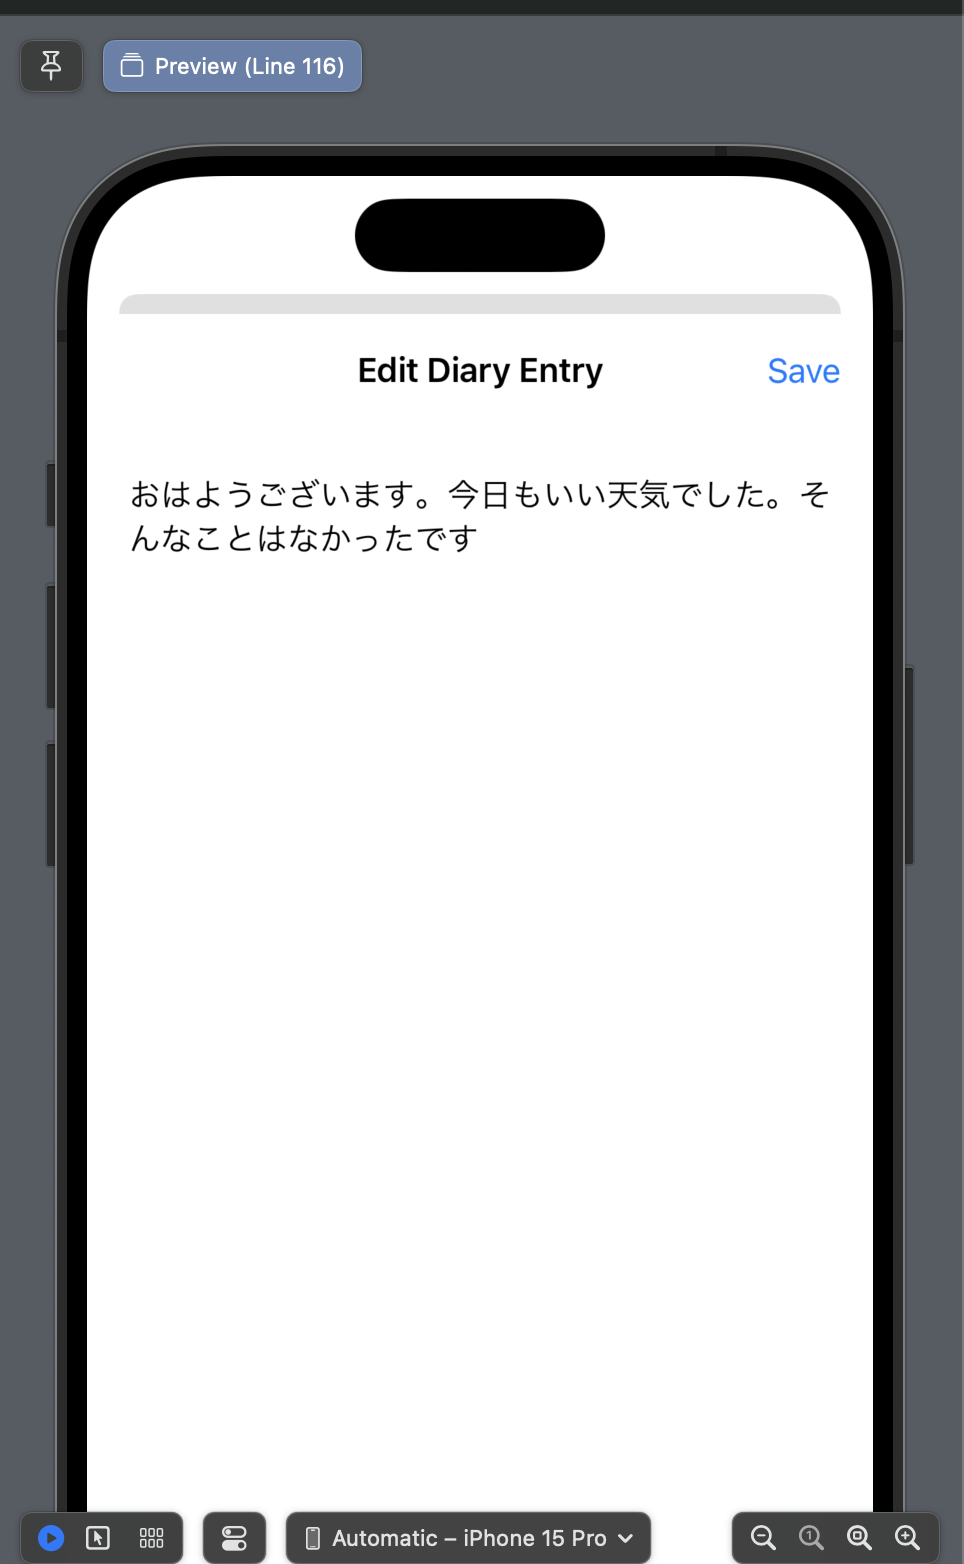 Preview (Line 116)
Edit Diary Entry
Save
おはようございます。今日もいい天気でした。そ
んなことはなかったです
Automatic – iPhone 15 Pro
1